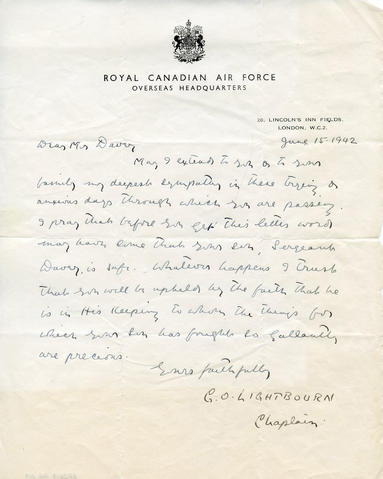 ROYAL CANADIAN AIR FORCE
OVERSEAS HEADQUARTERS
20, LINCOLN'S INN FIELDS,
LONDON, W.C.2.
June 15-1942
Dear Mrs Davy
May I extend to you & to your
family my deepest sympathy in these trying &
anxious days through which you are passing.
I pray that before you get this letter word
may have come that your son, Sergeant
Davy, is safe. Whatever happens I trust
that you will be upheld by the faith that he
is in His keeping to whom the things for
which your son has fought so gallantly
are precious.
Yours faithfully
G.O. LIGHTBOURN
Chaplain.